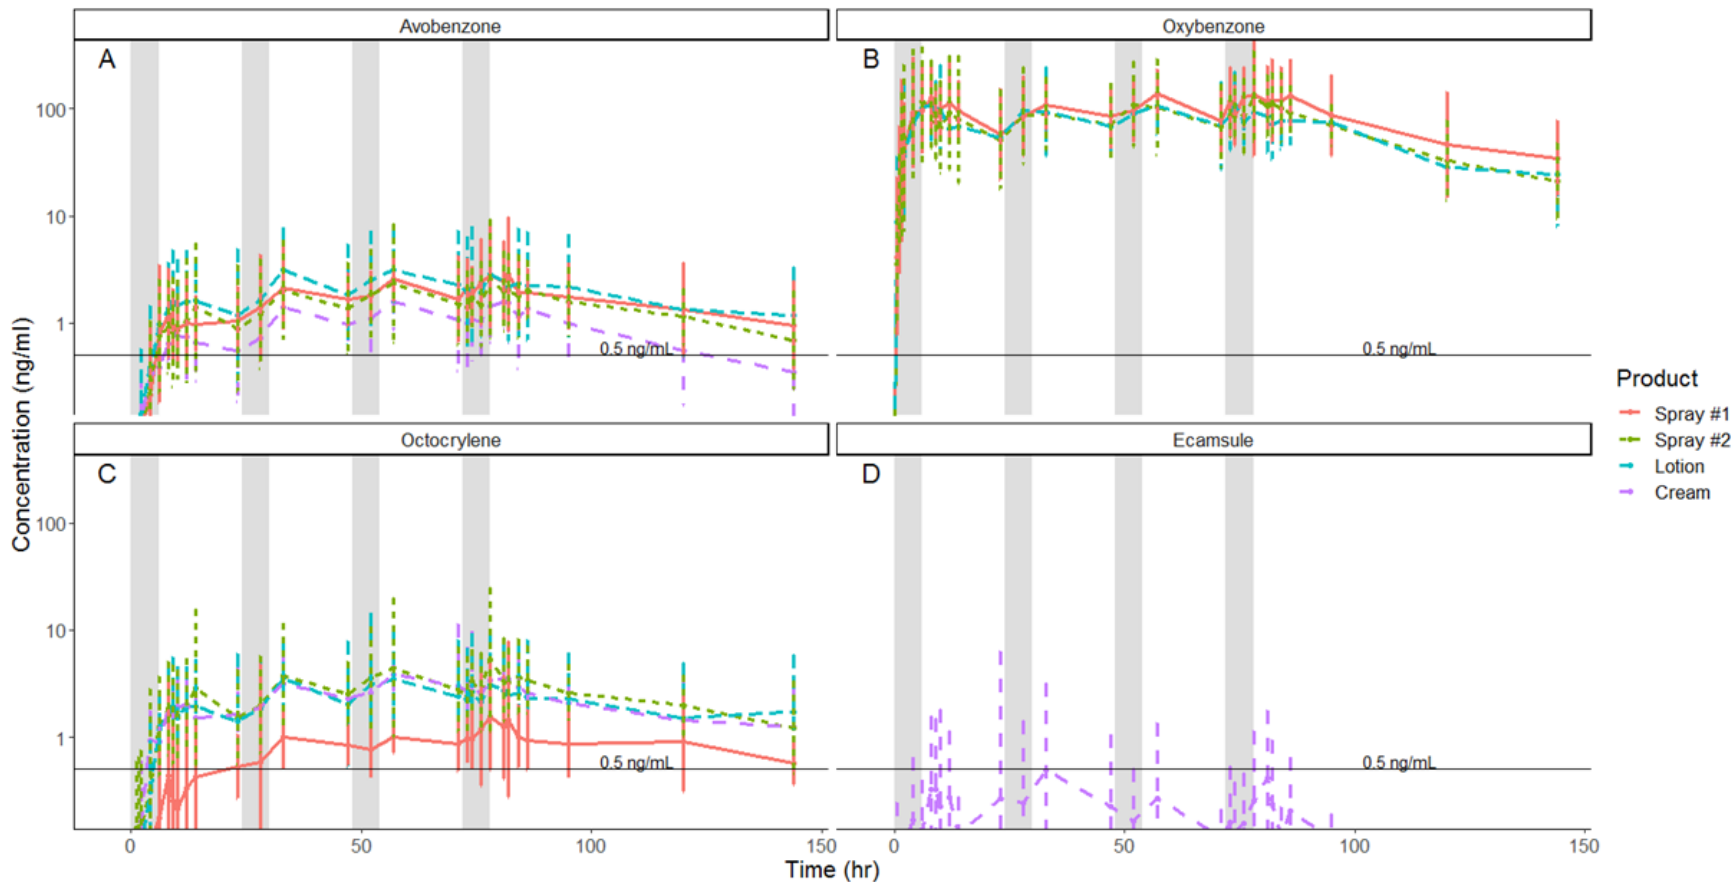 Avobenzone
Oxybenzone
A
B
100
10
1
0.5 ng/mL
0.5 ng/mL
Octocrylene
Ecamsule
C
D
100
10
1
0.5 ng/mL
0.5 ng/mL
0
50
100
150
0
50
100
150
Concentration (ng/ml)
Time (hr)
Product
Spray #1
Spray #2
Lotion
Cream